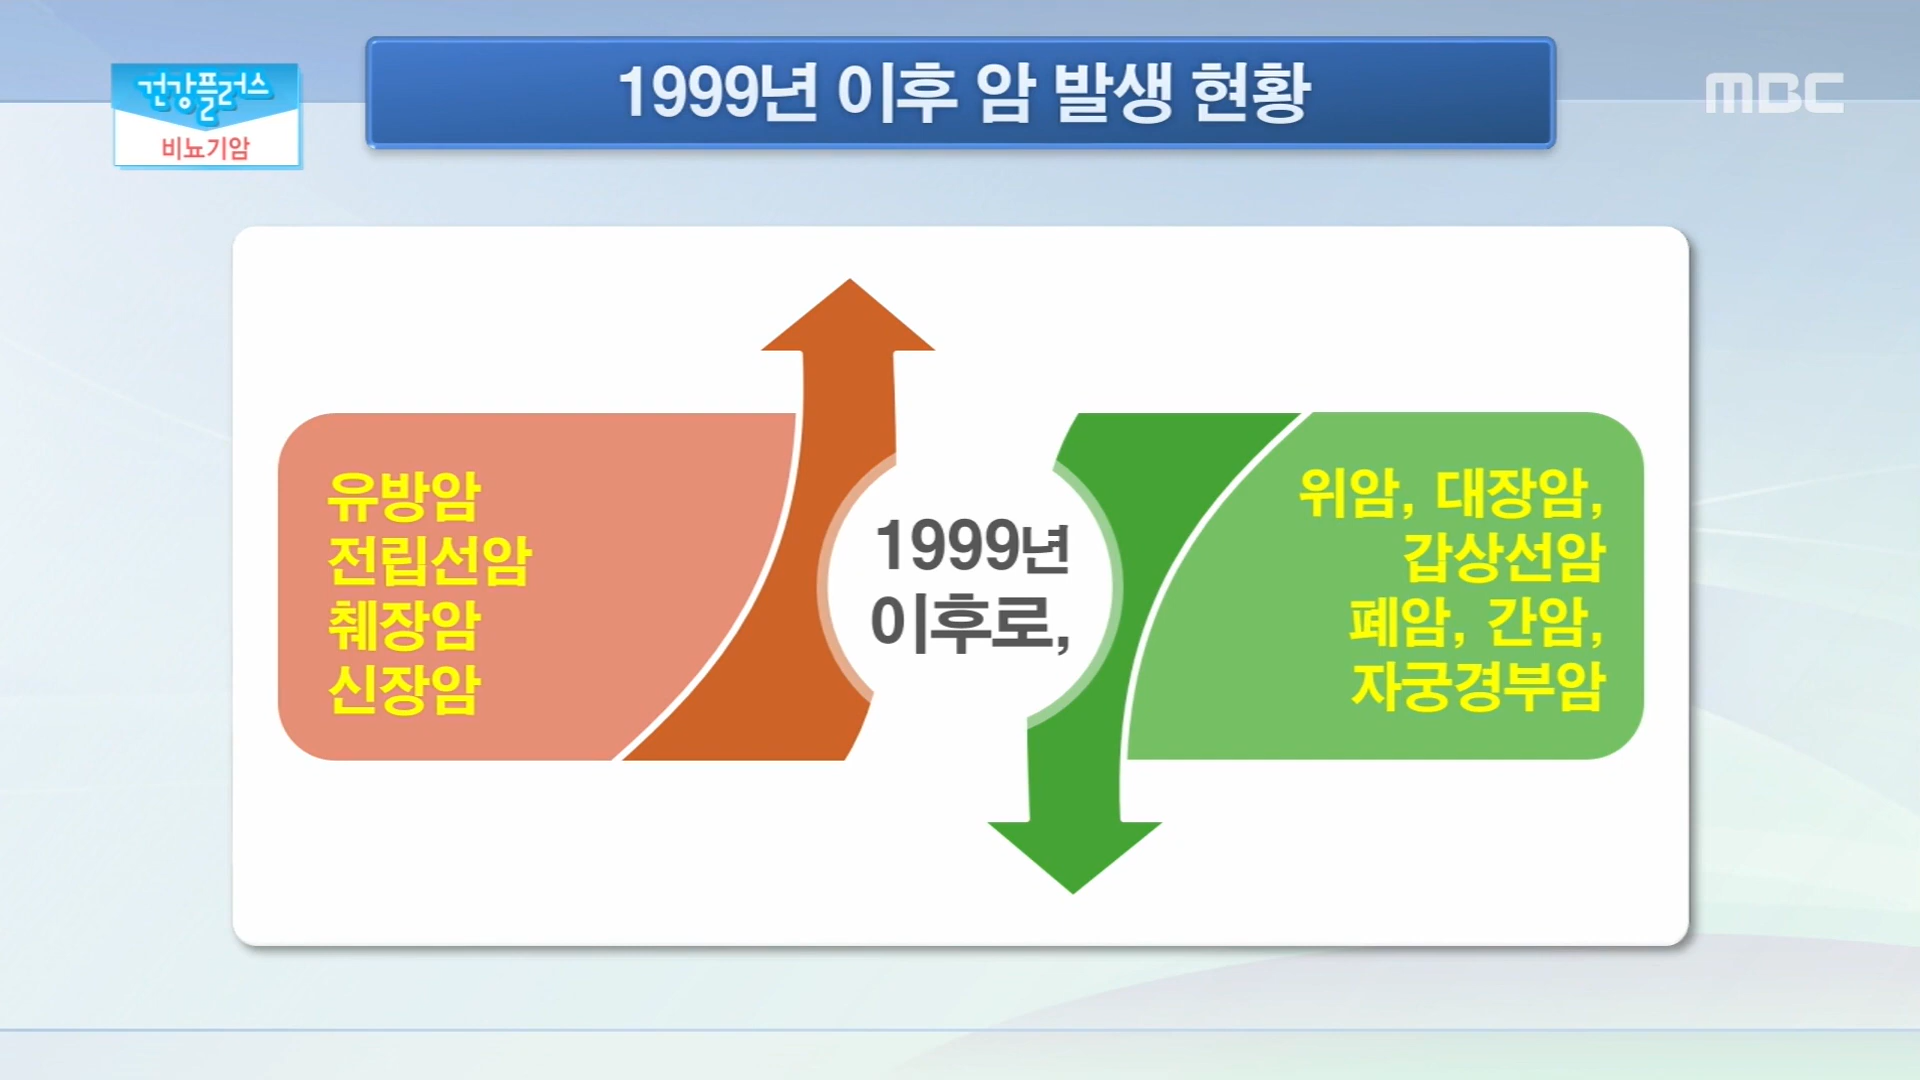 건강플러스
비뇨기암
1999년 이후 암 발생 현황
MBC
유방암
전립선암
췌장암
신장암
1999년
이후로,
위암, 대장암,
갑상선암
폐암, 간암,
자궁경부암